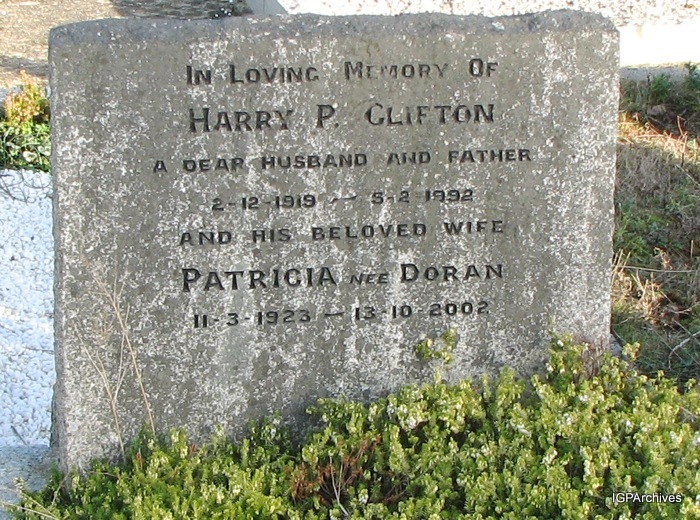 In Loving Memory Of
Harry P. Clifton
A dear husband and father
2-12-1919 – 5-2 1992
and his beloved wife
Patricia nee Doran
11-3-1923 – 13-10-2002
IGPArchives